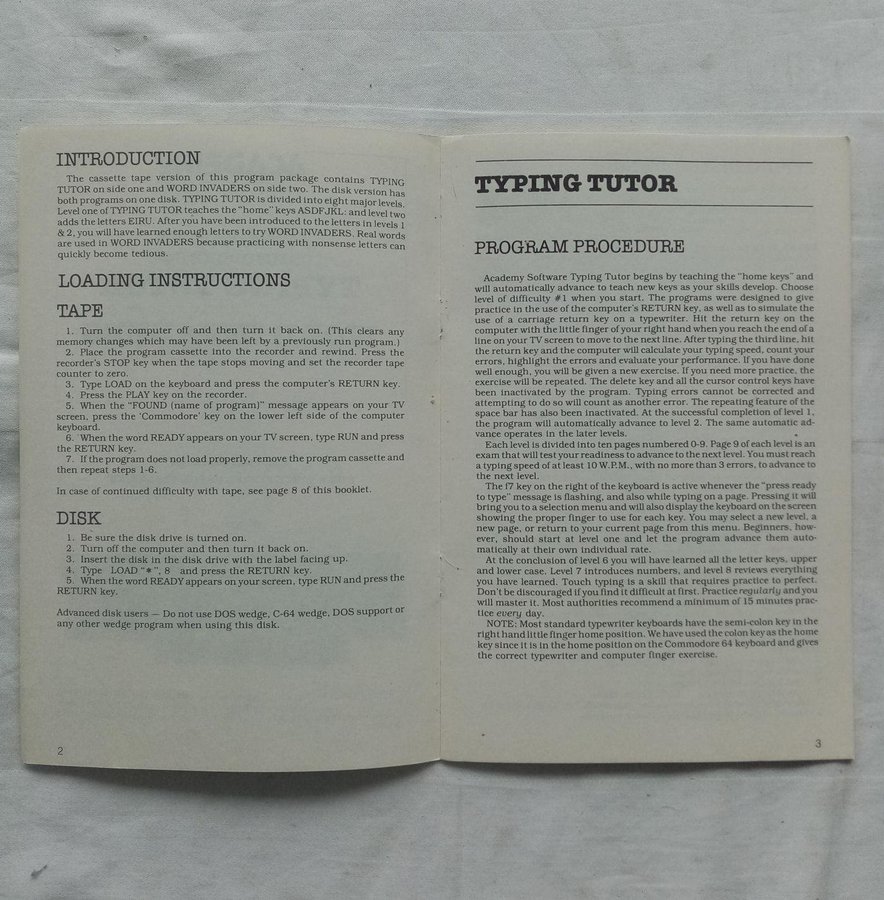 INTRODUCTION
The cassette tape version of this program package contains TYPING
TUTOR on side one and WORD INVADERS on side two. The disk version has
both programs on one disk. TYPING TUTOR is divided into eight major levels.
Level one of TYPING TUTOR teaches the "home" keys ASDFJKL: and level two
adds the letters EIRU. After you have been introduced to the letters in levels 1
& 2, you will have learned enough letters to try WORD INVADERS. Real words
are used in WORD INVADERS because practicing with nonsense letters can
quickly become tedious.
LOADING INSTRUCTIONS
TAPE
1. Turn the computer off and then turn it back on. (This clears any
memory changes which may have been left by a previously run program.)
2. Place the program cassette into the recorder and rewind. Press the
recorder's STOP key when the tape stops moving and set the recorder tape
counter to zero.
3. Type LOAD on the keyboard and press the computer's RETURN key.
4. Press the PLAY key on the recorder.
5. When the "FOUND (name of program)" message appears on your TV
screen, press the 'Commodore' key on the lower left side of the computer
keyboard.
6. When the word READY appears on your TV screen, type RUN and press
the RETURN key.
7. If the program does not load properly, remove the program cassette and
then repeat steps 1-6.
In case of continued difficulty with tape, see page 8 of this booklet.
DISK
1. Be sure the disk drive is turned on.
2. Turn off the computer and then turn it back on.
3. Insert the disk in the disk drive with the label facing up.
4. Type LOAD "*", 8 and press the RETURN key.
5. When the word READY appears on your screen, type RUN and press the
RETURN key.
Advanced disk users — Do not use DOS wedge, C-64 wedge, DOS support or
any other wedge program when using this disk.
2
TYPING TUTOR
PROGRAM PROCEDURE
Academy Software Typing Tutor begins by teaching the "home keys" and
will automatically advance to teach new keys as your skills develop. Choose
level of difficulty #1 when you start. The programs were designed to give
practice in the use of the computer's RETURN key, as well as to simulate the
use of a carriage return key on a typewriter. Hit the return key on the
computer with the little finger of your right hand when you reach the end of a
line on your TV screen to move to the next line. After typing the third line, hit
the return key and the computer will calculate your typing speed, count your
errors, highlight the errors and evaluate your performance. If you have done
well enough, you will be given a new exercise. If you need more practice, the
exercise will be repeated. The delete key and all the cursor control keys have
been inactivated by the program. Typing errors cannot be corrected and
attempting to do so will count as another error. The repeating feature of the
space bar has also been inactivated. At the successful completion of level 1,
the program will automatically advance to level 2. The same automatic ad-
vance operates in the later levels.
Each level is divided into ten pages numbered 0-9. Page 9 of each level is an
exam that will test your readiness to advance to the next level. You must reach
a typing speed of at least 10 W.P.M., with no more than 3 errors, to advance to
the next level.
The f7 key on the right of the keyboard is active whenever the "press ready
to type" message is flashing, and also while typing on a page. Pressing it will
bring you to a selection menu and will also display the keyboard on the screen
showing the proper finger to use for each key. You may select a new level, a
new page, or return to your current page from this menu. Beginners, how-
ever, should start at level one and let the program advance them auto-
matically at their own individual rate.
At the conclusion of level 6 you will have learned all the letter keys, upper
and lower case. Level 7 introduces numbers, and level 8 reviews everything
you have learned. Touch typing is a skill that requires practice to perfect.
Don't be discouraged if you find it difficult at first. Practice regularly and you
will master it. Most authorities recommend a minimum of 15 minutes prac-
tice every day.
NOTE: Most standard typewriter keyboards have the semi-colon key in the
right hand little finger home position. We have used the colon key as the home
key since it is in the home position on the Commodore 64 keyboard and gives
the correct typewriter and computer finger exercise.
3